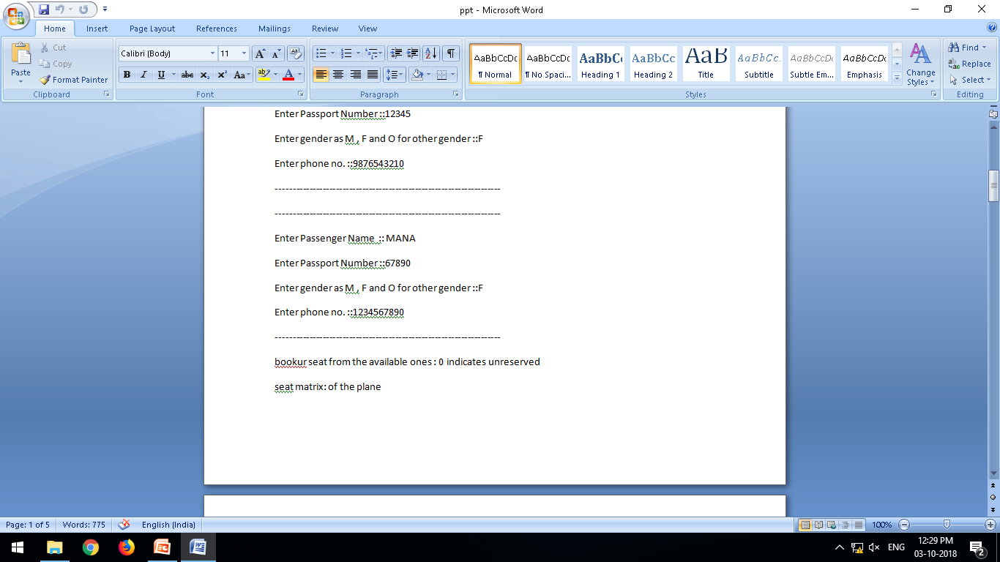 ppt - Microsoft Word
Home Insert Page Layout References Mailings Review View
Paste
Cut
Copy
Format Painter
Clipboard
Calibri (Body) 11
Font
Paragraph
AaBbCcDc AaBbCcDc AaBbCc AaBbCc AaB AaBbCc. AaBbCcDc AaBbCcDc
¶ Normal ¶ No Spaci... Heading 1 Heading 2 Title Subtitle Subtle Em... Emphasis
Change Styles
Styles
Find
Replace
Select
Editing
Enter Passport Number ::12345
Enter gender as M , F and O for other gender ::F
Enter phone no. ::9876543210
--------------------------------------------------------------
--------------------------------------------------------------
Enter Passenger Name :: MANA
Enter Passport Number ::67890
Enter gender as M , F and O for other gender ::F
Enter phone no. ::1234567890
--------------------------------------------------------------
bookur seat from the available ones : 0 indicates unreserved
seat matrix: of the plane
Page: 1 of 5 Words: 775 English (India) 100%
ENG 12:29 PM
03-10-2018 2